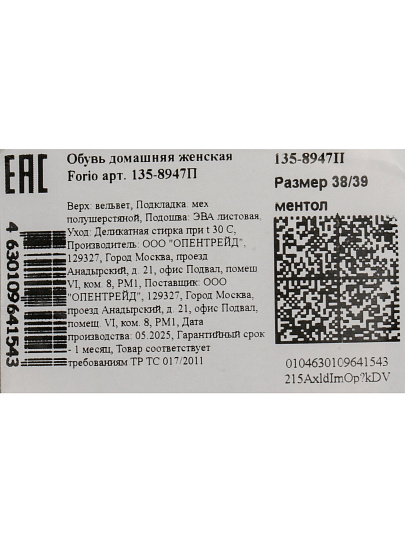 EAC
Обувь домашняя женская
Forio арт. 135-8947П
Верх: вельвет, Подкладка: мех
полушерстяной, Подошва: ЭВА листовая,
Уход: Деликатная стирка при t 30 С,
Производитель: ООО "ОПЕНТРЕЙД",
129327, Город Москва, проезд
Анадырский, д. 21, офис Подвал, помещ
VI, ком. 8, РМ1, Поставщик: ООО
"ОПЕНТРЕЙД", 129327, Город Москва,
проезд Анадырский, д. 21, офис Подвал,
помещ. VI, ком. 8, РМ1, Дата
производства: 05.2025, Гарантийный срок
- 1 месяц, Товар соответствует
требованиям ТР ТС 017/2011
4 630109 641543
135-8947П
Размер 38/39
ментол
0104630109641543
215AxldImOp?kDV